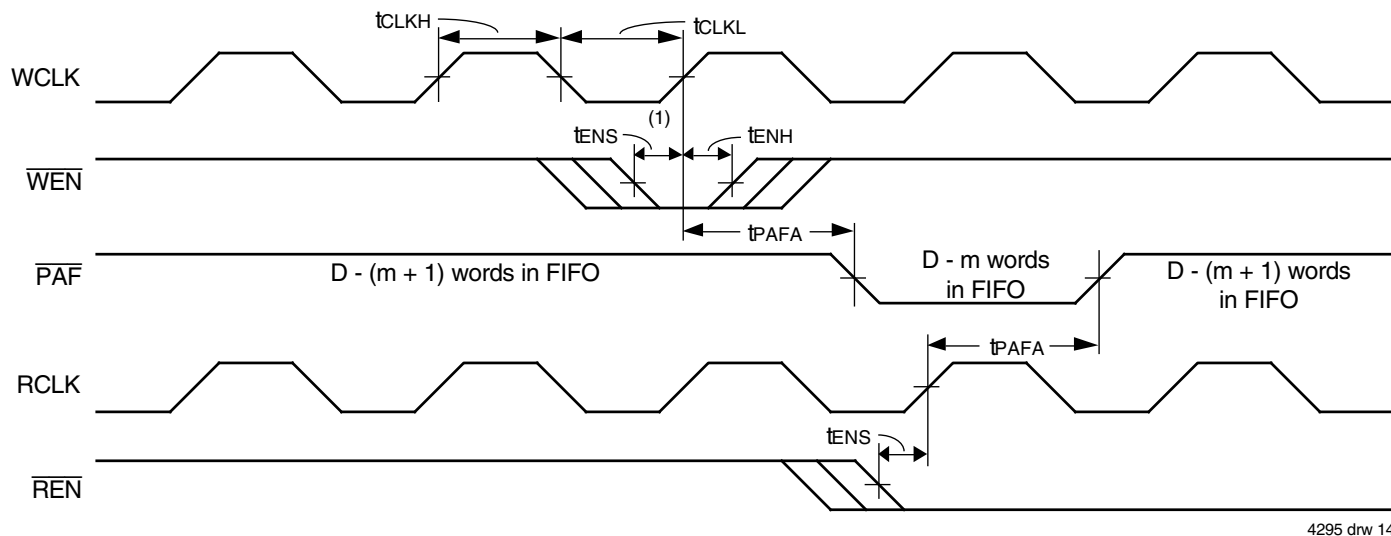 tCLKH
tCLKL
WCLK
(1)
tENS
tENH
WEN
tPAFA
PAF
D - (m + 1) words in FIFO
D - m words
in FIFO
D - (m + 1) words
in FIFO
tPAFA
RCLK
tENS
REN
4295 drw 14